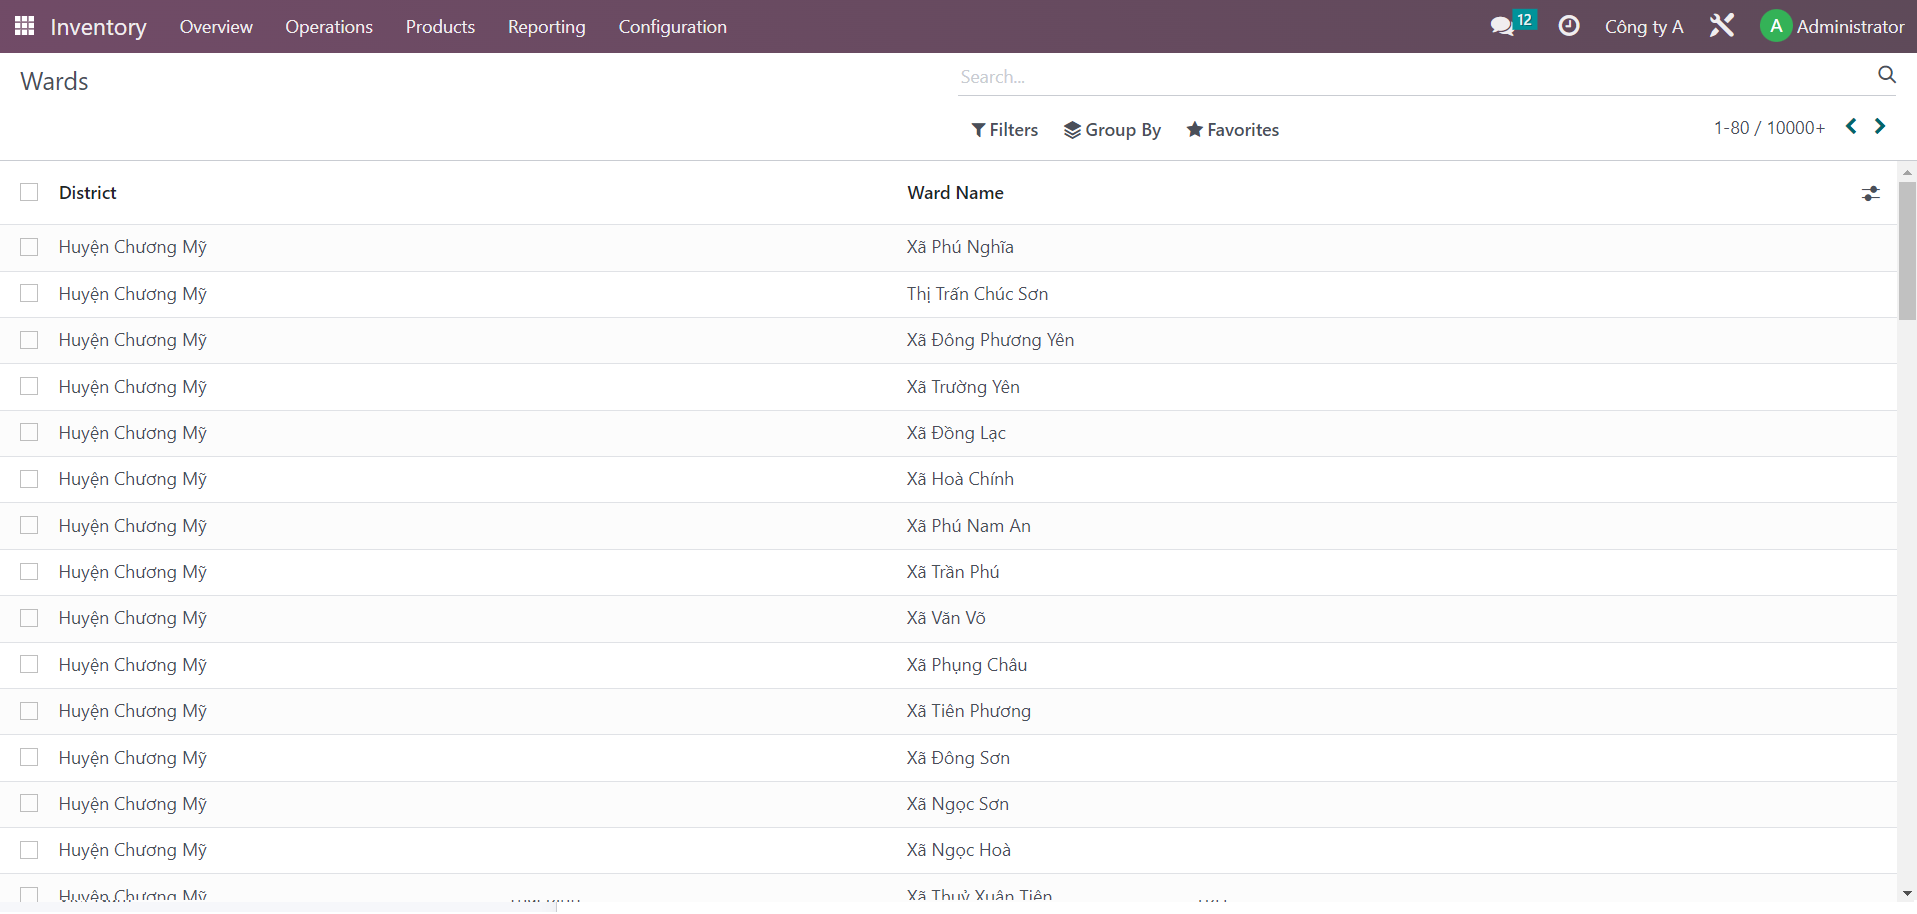 Inventory Overview Operations Products Reporting Configuration 12 Công ty A A Administrator
Wards Search...
Filters Group By Favorites 1-80 / 10000+
District Ward Name
Huyện Chương Mỹ Xã Phú Nghĩa
Huyện Chương Mỹ Thị Trấn Chúc Sơn
Huyện Chương Mỹ Xã Đông Phương Yên
Huyện Chương Mỹ Xã Trường Yên
Huyện Chương Mỹ Xã Đồng Lạc
Huyện Chương Mỹ Xã Hoà Chính
Huyện Chương Mỹ Xã Phú Nam An
Huyện Chương Mỹ Xã Trần Phú
Huyện Chương Mỹ Xã Văn Võ
Huyện Chương Mỹ Xã Phụng Châu
Huyện Chương Mỹ Xã Tiên Phương
Huyện Chương Mỹ Xã Đông Sơn
Huyện Chương Mỹ Xã Ngọc Sơn
Huyện Chương Mỹ Xã Ngọc Hoà
Huyện Chương Mỹ Xã Thuỷ Xuân Tiên